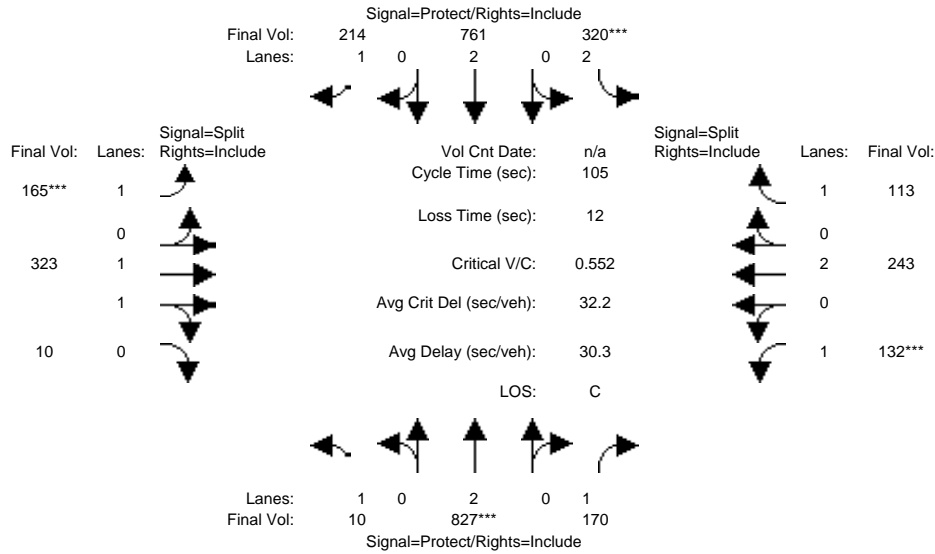 Signal=Protect/Rights=Include
Final Vol: 214 761 320***
Lanes: 1 0 2 0 2
Signal=Split
Final Vol: Lanes: Rights=Include
Vol Cnt Date: n/a
Signal=Split
Rights=Include Lanes: Final Vol:
Cycle Time (sec): 105
165*** 1
1 113
Loss Time (sec): 12
0
0
323 1
Critical V/C: 0.552
2 243
1
Avg Crit Del (sec/veh): 32.2
0
10 0
Avg Delay (sec/veh): 30.3
1 132***
LOS: C
Lanes: 1 0 2 0 1
Final Vol: 10 827*** 170
Signal=Protect/Rights=Include